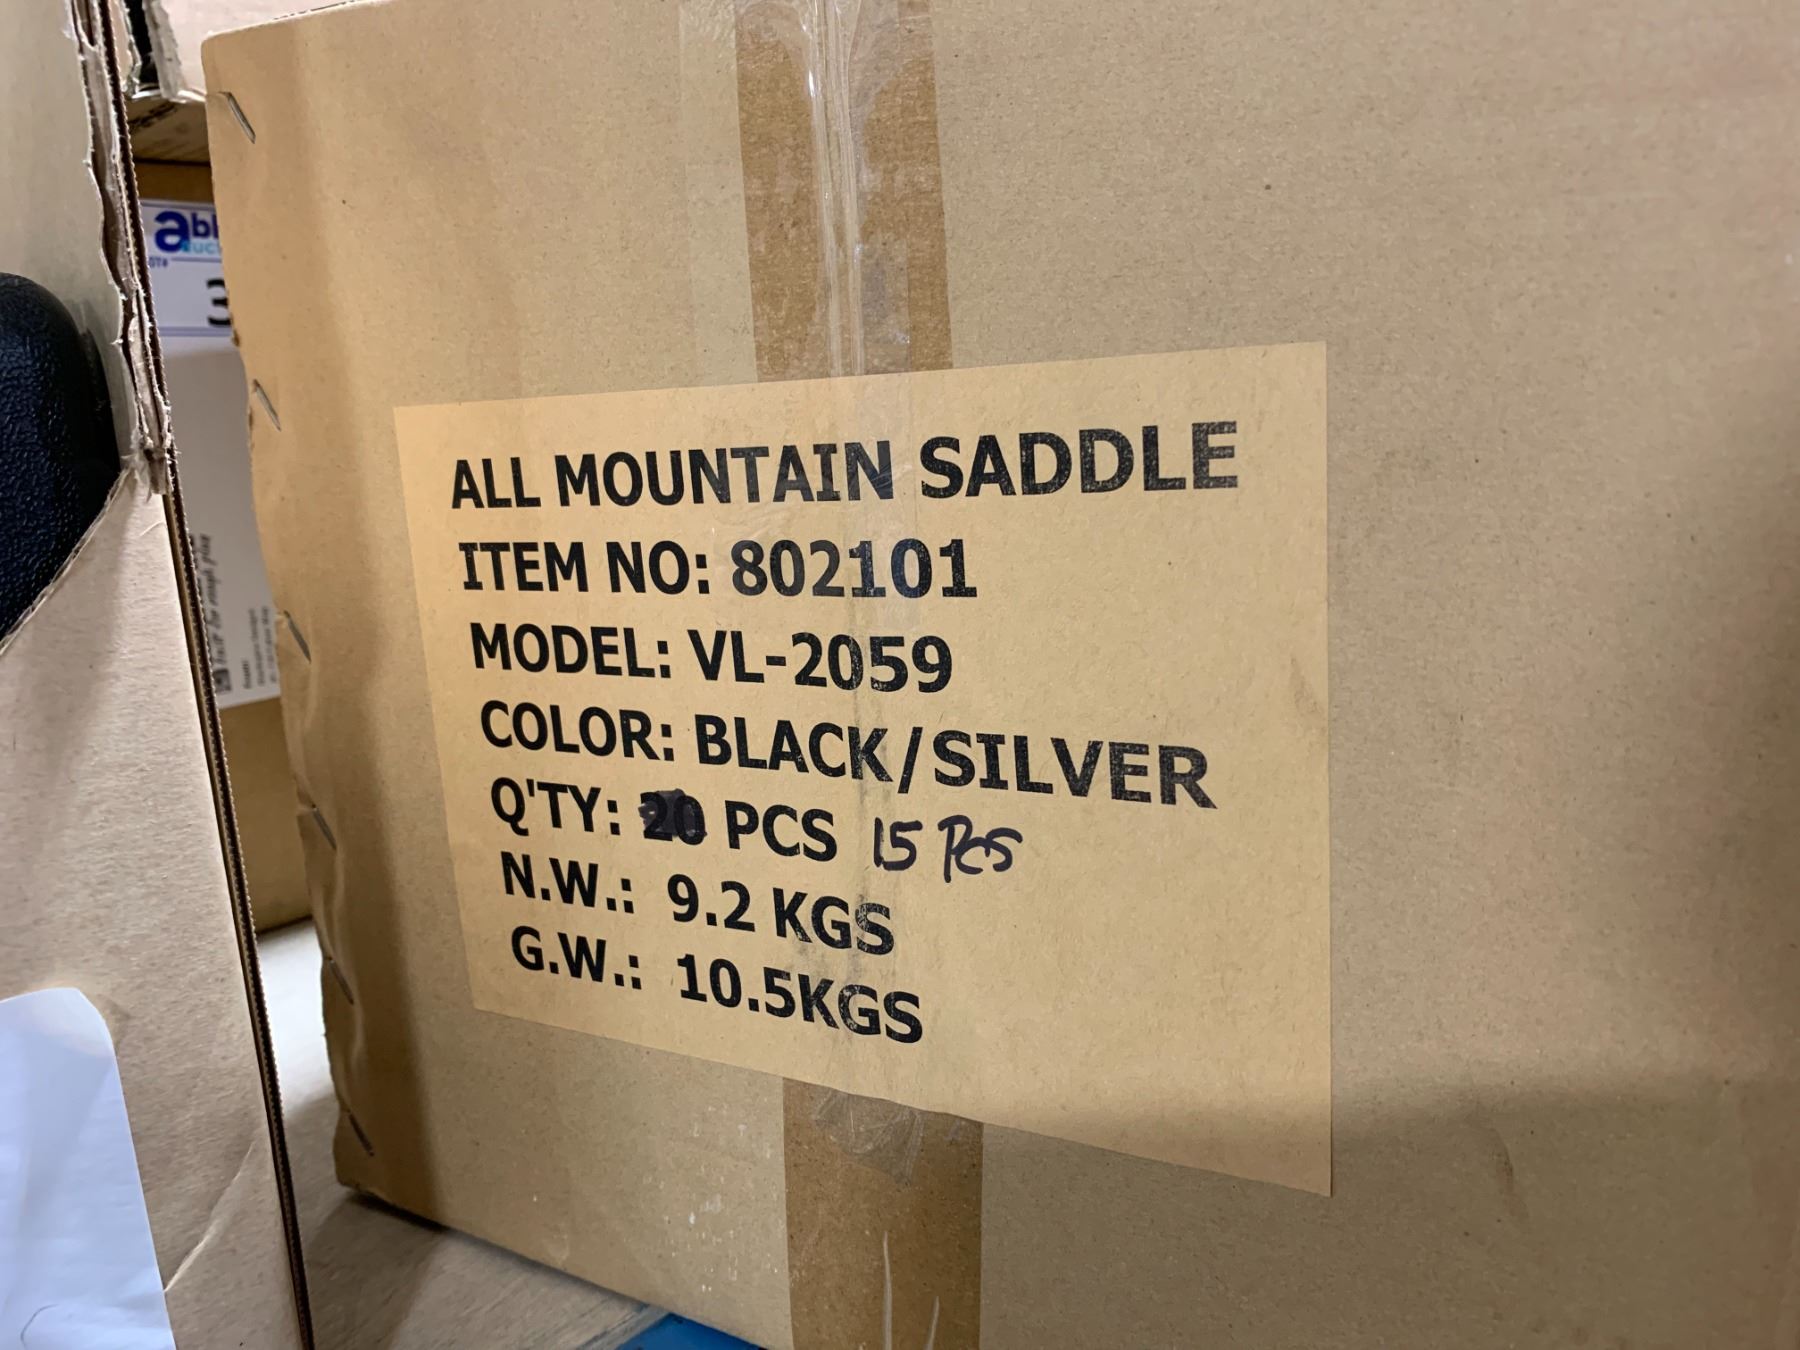 ALL MOUNTAIN SADDLE
ITEM NO: 802101
MODEL: VL-2059
COLOR: BLACK/SILVER
Q'TY: 20 PCS 15 PCS
N.W.: 9.2 KGS
G.W.: 10.5KGS